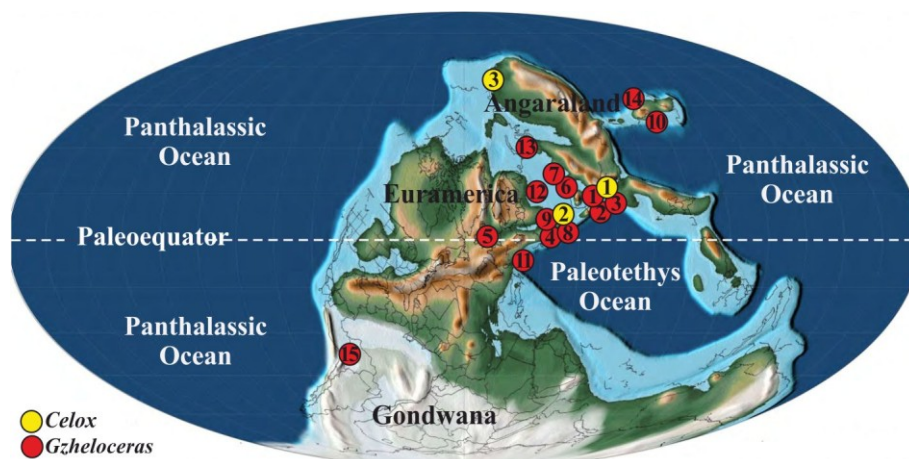 3
Angaraland
14
10
Panthalassic
Ocean
13
Panthalassic
Ocean
7
6
12
Euramerica
1
1
3
2
2
9
Paleoequator
5
4
8
11
Paleotethys
Ocean
Panthalassic
Ocean
15
Gondwana
Celox
Gzheloceras